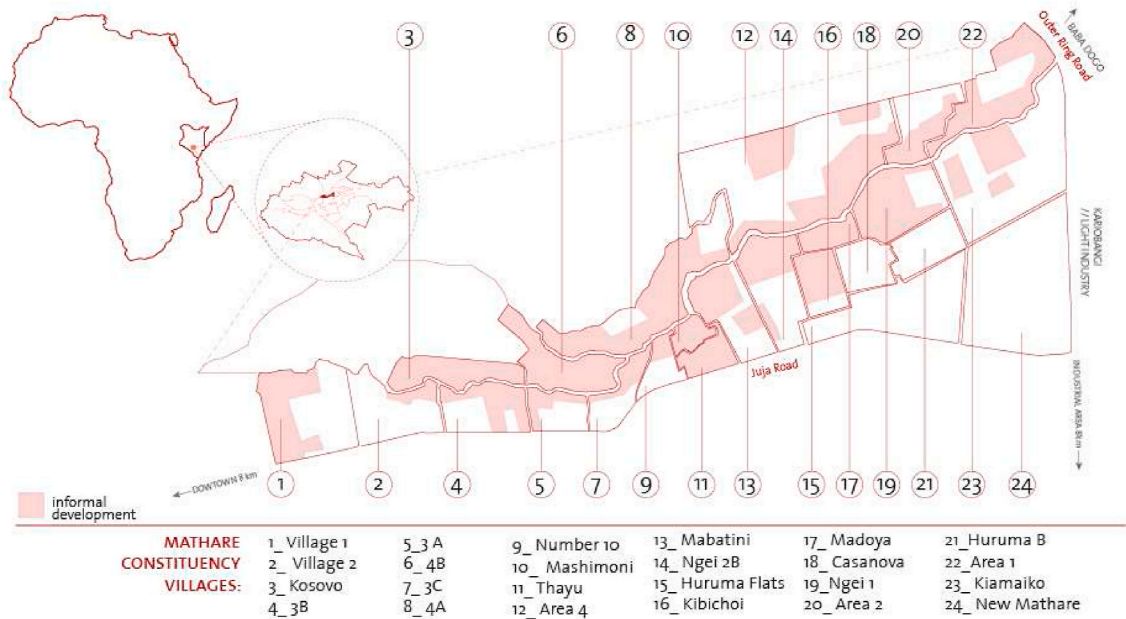 3 6 8 10 12 14 16 18 20 22
Outer Ring Road
BABA DOGO
KARIOBANGI
// LIGHT INDUSTRY
Juja Road
INDUSTRIAL AREA 8km
DOWTOWN 8 km
1 2 4 5 7 9 11 13 15 17 19 21 23 24
informal
development
MATHARE
CONSTITUENCY
VILLAGES:
1_ Village 1
2_ Village 2
3_ Kosovo
4_ 3B
5_3 A
6_ 4B
7_ 3C
8_ 4A
9_ Number 10
10_ Mashimoni
11_ Thayu
12_ Area 4
13_ Mabatini
14_ Ngei 2B
15_ Huruma Flats
16_ Kibichoi
17_ Madoya
18_ Casanova
19_ Ngei 1
20_ Area 2
21_ Huruma B
22_ Area 1
23_ Kiamaiko
24_ New Mathare